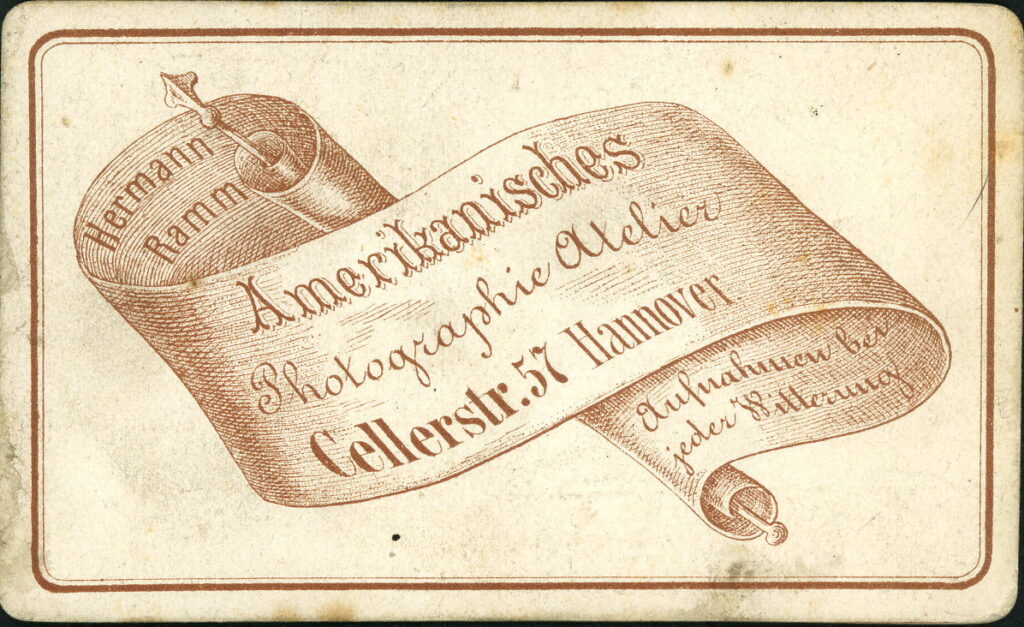 Hermann
Ramm
Amerikanisches
Photographie Atelier
Cellerstr. 57 Hannover
Aufnahmen bei
jeder Witterung